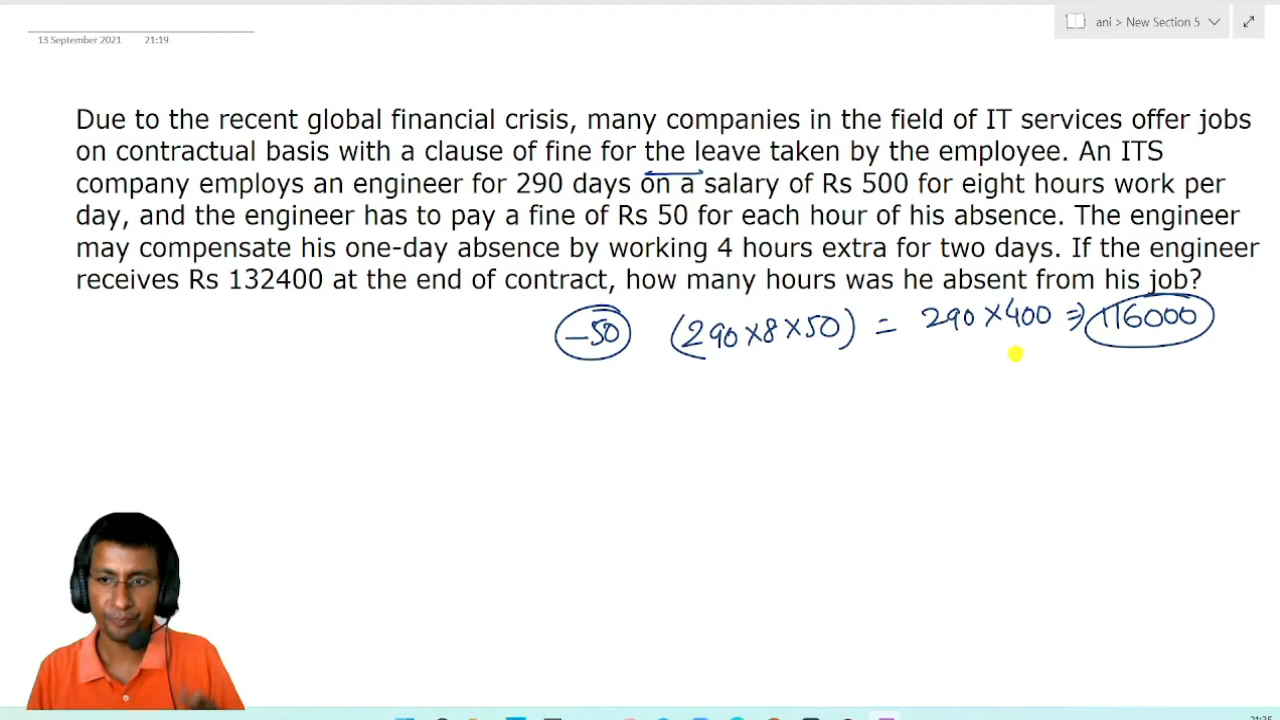 ani > New Section 5
13 September 2021 21:19
Due to the recent global financial crisis, many companies in the field of IT services offer jobs
on contractual basis with a clause of fine for the leave taken by the employee. An ITS
company employs an engineer for 290 days on a salary of Rs 500 for eight hours work per
day, and the engineer has to pay a fine of Rs 50 for each hour of his absence. The engineer
may compensate his one-day absence by working 4 hours extra for two days. If the engineer
receives Rs 132400 at the end of contract, how many hours was he absent from his job?
-50 (290×8×50) = 290×400 ⇒ 116000